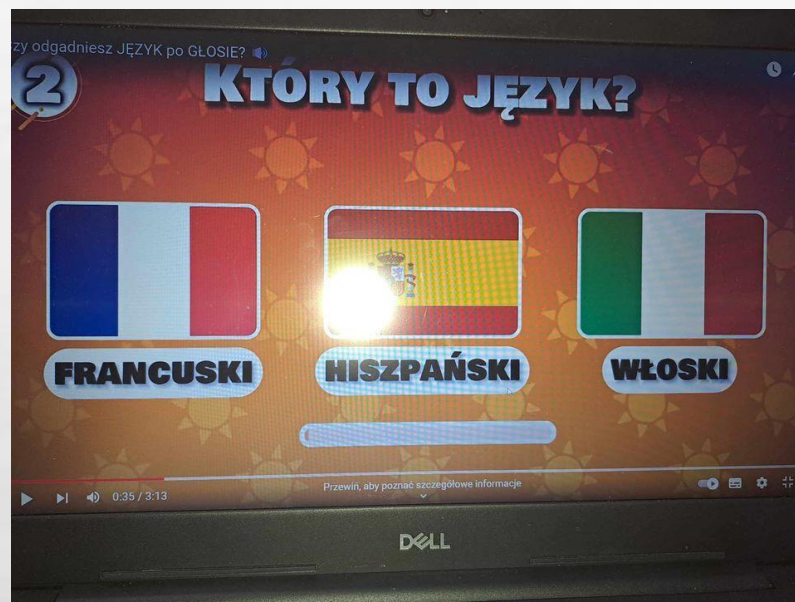 zy odgadniesz JĘZYK po GŁOSIE?
2
KTÓRY TO JĘZYK?
FRANCUSKI
HISZPAŃSKI
WŁOSKI
0:35 / 3:13
Przewiń, aby poznać szczegółowe informacje
DELL